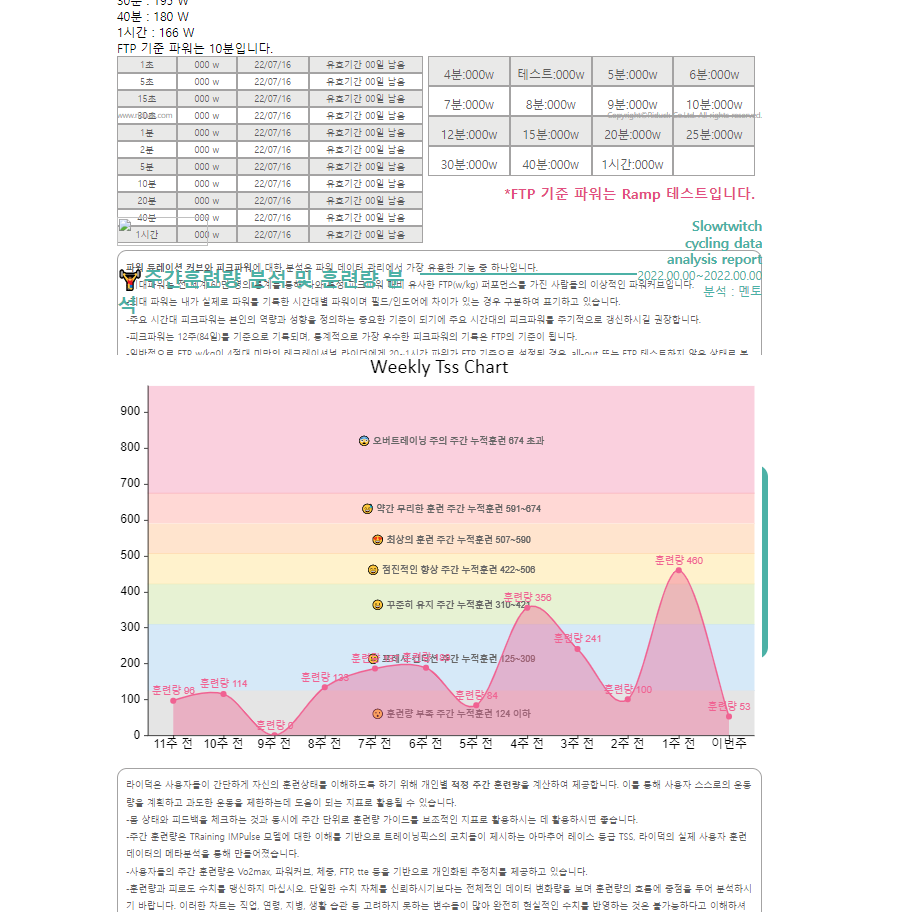 30분 : 195 W
40분 : 180 W
1시간 : 166 W
FTP 기준 파워는 10분입니다.
1초 000 w 22/07/16 유효기간 00일 남음
5초 000 w 22/07/16 유효기간 00일 남음
15초 000 w 22/07/16 유효기간 00일 남음
30초 000 w 22/07/16 유효기간 00일 남음
1분 000 w 22/07/16 유효기간 00일 남음
2분 000 w 22/07/16 유효기간 00일 남음
5분 000 w 22/07/16 유효기간 00일 남음
10분 000 w 22/07/16 유효기간 00일 남음
20분 000 w 22/07/16 유효기간 00일 남음
40분 000 w 22/07/16 유효기간 00일 남음
1시간 000 w 22/07/16 유효기간 00일 남음
4분:000w 테스트:000w 5분:000w 6분:000w
7분:000w 8분:000w 9분:000w 10분:000w
12분:000w 15분:000w 20분:000w 25분:000w
30분:000w 40분:000w 1시간:000w
All rights reserved.
*FTP 기준 파워는 Ramp 테스트입니다.
Slowtwitch
cycling data
analysis report
2022.00.00~2022.00.00
분석 : 멘토
주간훈련량 분석 및 훈련량 분
석
파워 듀레이션 커브와 피크파워에 대한 분석은 파워 데이터 관리에서 가장 유용한 기능 중 하나입니다.
유사한 FTP(w/kg) 퍼포먼스를 가진 사람들의 이상적인 파워커브입니다.
-최대 파워는 내가 실제로 파워를 기록한 시간대별 파워이며 필드/인도어에 차이가 있는 경우 구분하여 표기하고 있습니다.
-주요 시간대 피크파워는 본인의 역량과 성향을 정의하는 중요한 기준이 되기에 주요 시간대의 피크파워를 주기적으로 갱신하시길 권장합니다.
-피크파워는 12주(84일)를 기준으로 기록되며, 통계적으로 가장 우수한 피크파워의 기록은 FTP의 기준이 됩니다.
Weekly Tss Chart
900
800
700
600
500
400
300
200
100
0
오버트레이닝 주의 주간 누적훈련 674 초과
약간 무리한 훈련 주간 누적훈련 591~674
최상의 훈련 주간 누적훈련 507~590
점진적인 향상 주간 누적훈련 422~506
꾸준히 유지 주간 누적훈련 310~421
프레시 컨디션 주간 누적훈련 125~309
훈련량 부족 주간 누적훈련 124 이하
훈련량 96
훈련량 114
훈련량 0
훈련량 133
훈련량 84
훈련량 356
훈련량 241
훈련량 100
훈련량 460
훈련량 53
11주 전 10주 전 9주 전 8주 전 7주 전 6주 전 5주 전 4주 전 3주 전 2주 전 1주 전 이번주
라이덕은 사용자들이 간단하게 자신의 훈련상태를 이해하도록 하기 위해 개인별 적정 주간 훈련량을 계산하여 제공합니다. 이를 통해 사용자 스스로의 운동
량을 계획하고 과도한 운동을 제한하는데 도움이 되는 지표로 활용될 수 있습니다.
-몸 상태와 피드백을 체크하는 것과 동시에 주간 단위로 훈련량 가이드를 보조적인 지표로 활용하시는 데 활용하시면 좋습니다.
-주간 훈련량은 TRaining IMPulse 모델에 대한 이해를 기반으로 트레이닝픽스의 코치들이 제시하는 아마추어 레이스 등급 TSS, 라이덕의 실제 사용자 훈련
데이터의 메타분석을 통해 만들어졌습니다.
-사용자들의 주간 훈련량은 Vo2max, 파워커브, 체중, FTP, tte 등을 기반으로 개인화된 추정치를 제공하고 있습니다.
-훈련량과 피로도 수치를 맹신하지 마십시오. 단일한 수치 자체를 신뢰하시기보다는 전체적인 데이터 변화량을 보며 훈련량의 흐름에 중점을 두어 분석하시
기 바랍니다. 이러한 차트는 직업, 연령, 지병, 생활 습관 등 고려하지 못하는 변수들이 많아 완전히 현실적인 수치를 반영하는 것은 불가능하다고 이해하셔